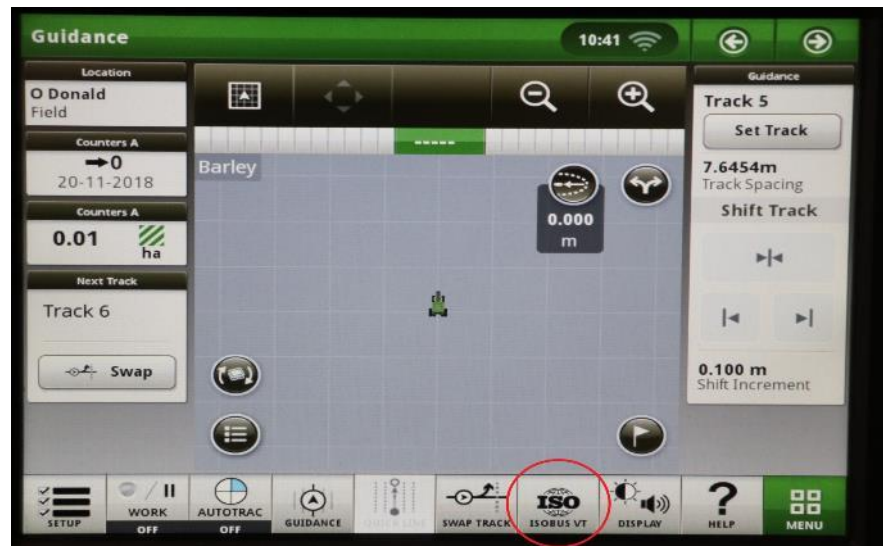 Guidance
10:41
Location
O Donald
Field
Counters A
0
20-11-2018
Counters A
0.01
ha
Next Track
Track 6
Swap
-----
Barley
0.000
m
Guidance
Track 5
Set Track
7.6454m
Track Spacing
Shift Track
0.100 m
Shift Increment
SETUP
WORK
OFF
AUTOTRAC
OFF
GUIDANCE
SWAP TRACK
ISO
ISOBUS VT
DISPLAY
?
HELP
MENU